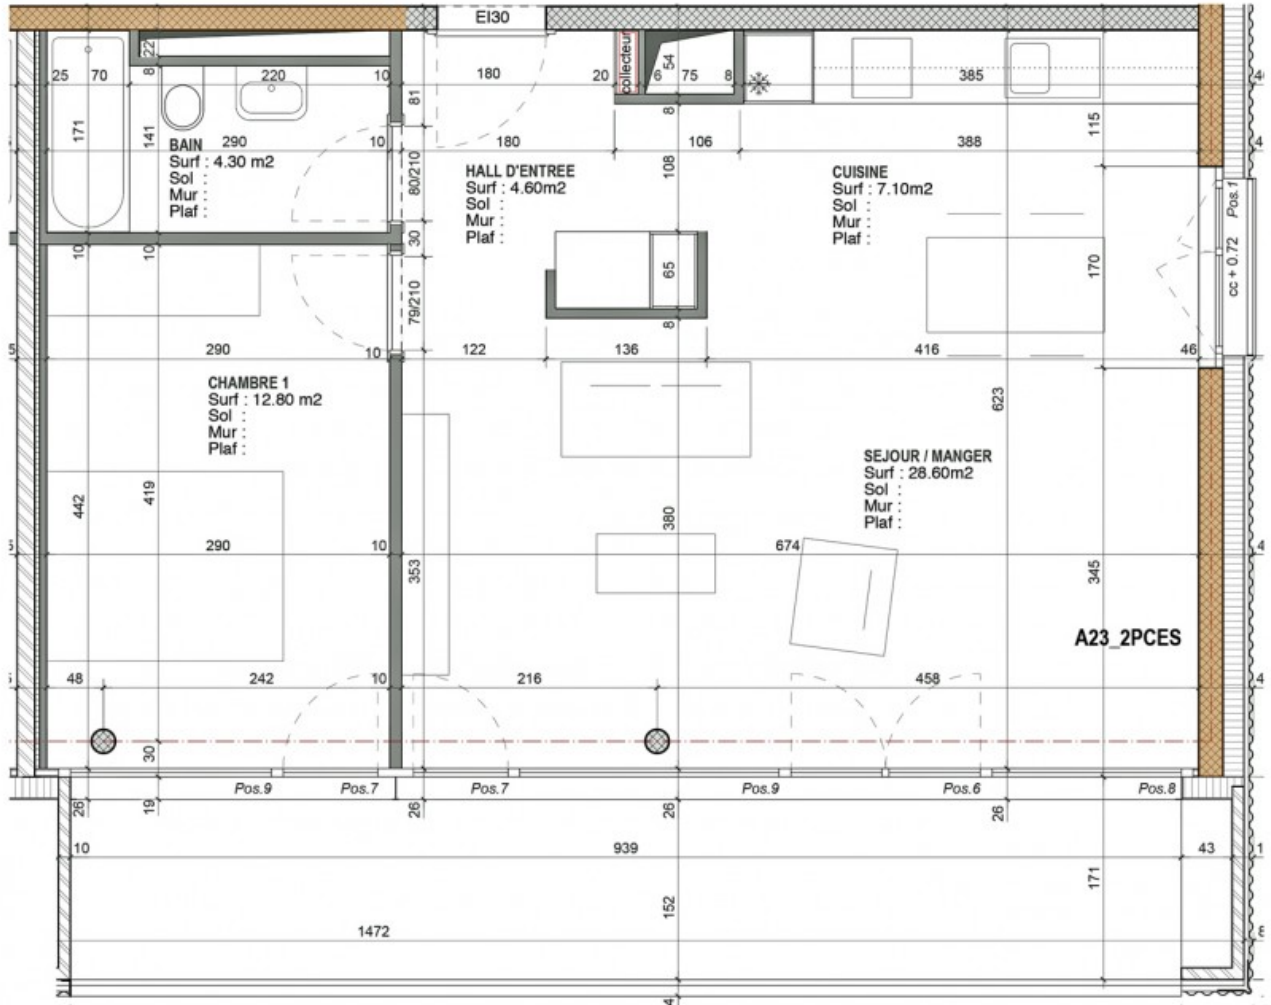 EI30
collecteur
22
8
25 70
220
10
180
20
54
6 75 8
385
171
141
81
8
115
BAIN
Surf : 4.30 m2
Sol :
Mur :
Plaf :
290
10
180
106
388
80/210
108
HALL D'ENTREE
Surf : 4.60m2
Sol :
Mur :
Plaf :
CUISINE
Surf : 7.10m2
Sol :
Mur :
Plaf :
Pos.1
cc + 0.72
10
10
30
65
170
79/210
8
290
10
122
136
416
46
CHAMBRE 1
Surf : 12.80 m2
Sol :
Mur :
Plaf :
623
SEJOUR / MANGER
Surf : 28.60m2
Sol :
Mur :
Plaf :
442
419
380
290
10
674
353
345
A23_2PCES
48
242
10
216
458
30
Pos.9
Pos.7
Pos.7
Pos.9
Pos.6
Pos.8
26
19
26
26
26
10
939
43
171
152
1472